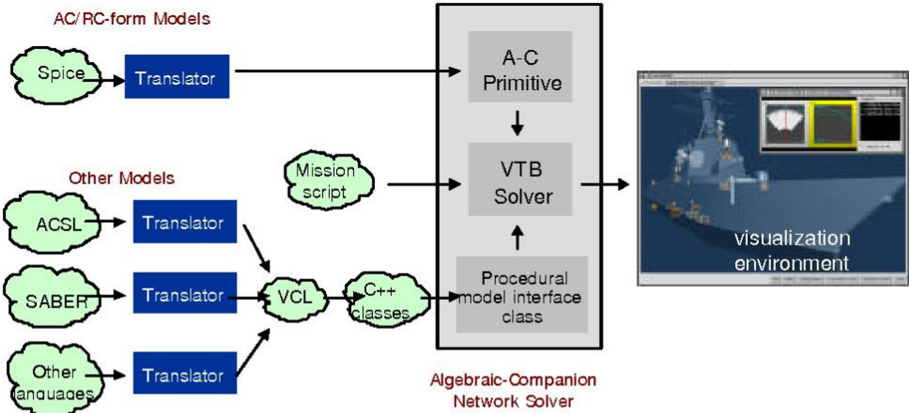 AC/RC-form Models
Spice
Translator
A-C
Primitive
Mission
script
VTB
Solver
Other Models
ACSL
Translator
SABER
Translator
VCL
C++
classes
Procedural
model interface
class
Other
languages
Translator
Algebraic-Companion
Network Solver
visualization
environment